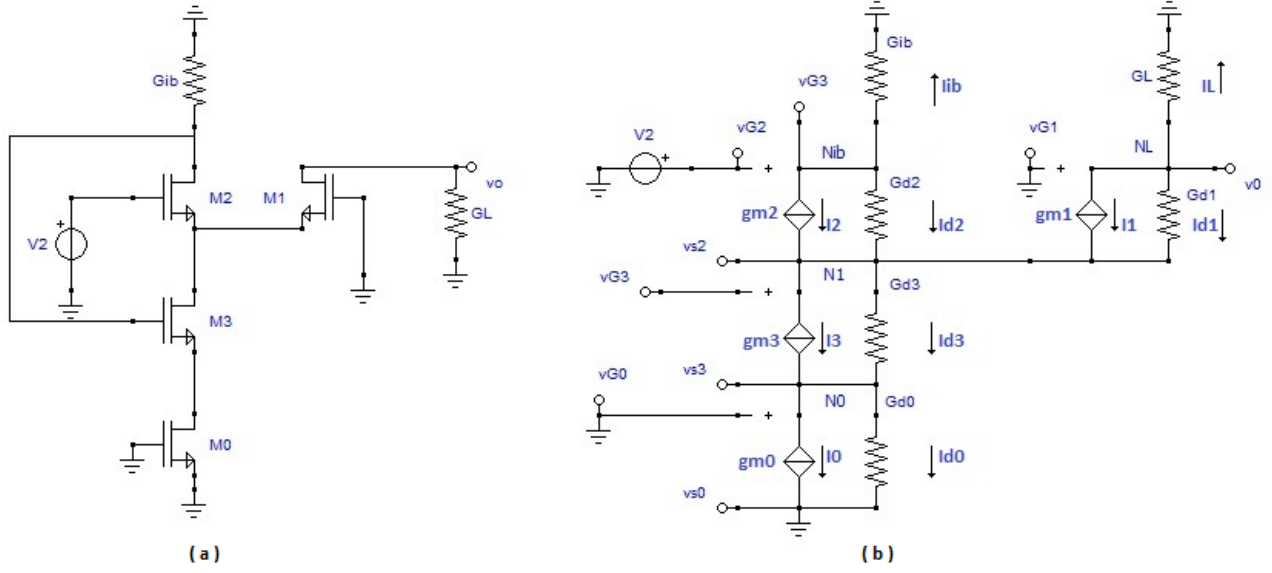 Gib
M2
M1
vo
V2
+
GL
M3
M0
( a )
Gib
vG3
Iib
GL
IL
V2
vG2
vG1
+
+
+
Nib
NL
v0
Gd2
Gd1
gm2
I2
Id2
gm1
I1
Id1
vs2
N1
vG3
+
Gd3
gm3
I3
Id3
vs3
vG0
N0
Gd0
+
gm0
I0
Id0
vs0
( b )